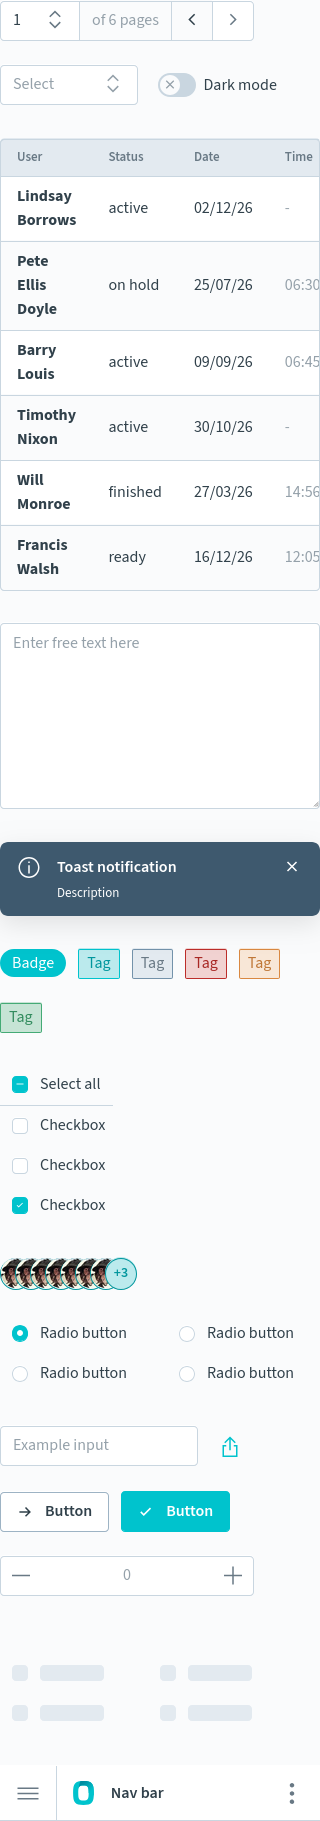 1 of 6 pages
Select Dark mode
User Status Date Time
Lindsay Borrows active 02/12/26 -
Pete Ellis Doyle on hold 25/07/26 06:30
Barry Louis active 09/09/26 06:45
Timothy Nixon active 30/10/26 -
Will Monroe finished 27/03/26 14:56
Francis Walsh ready 16/12/26 12:05
Enter free text here
Toast notification
Description
Badge Tag Tag Tag Tag
Tag
Select all
Checkbox
Checkbox
Checkbox
+3
Radio button Radio button
Radio button Radio button
Example input
Button Button
0
Nav bar